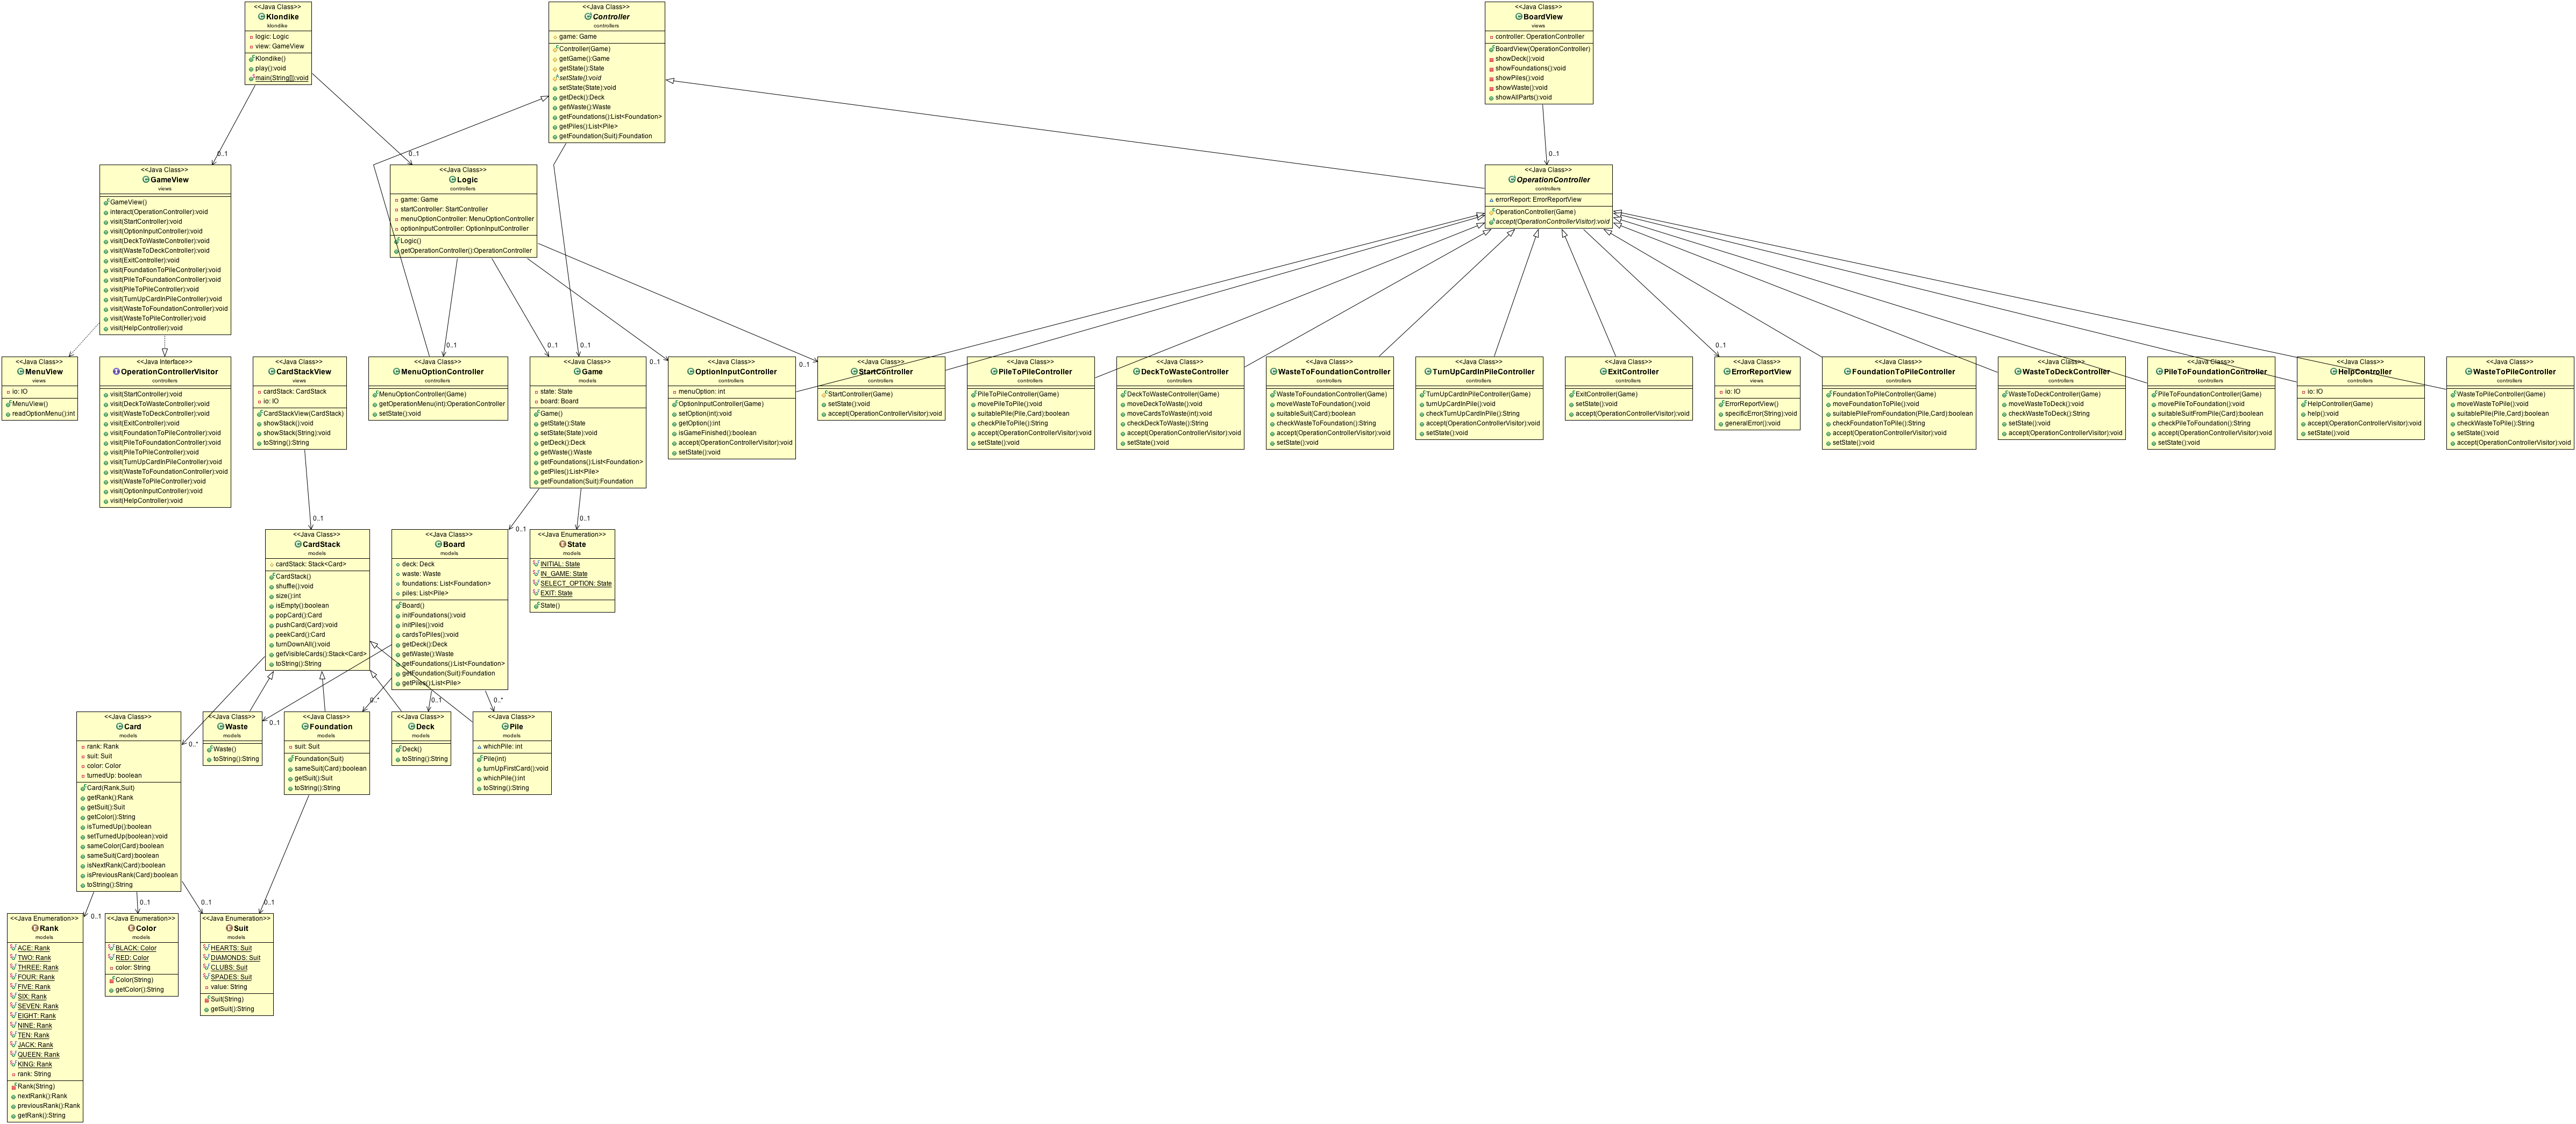 <<Java Class>>
Klondike
klondike
logic: Logic
view: GameView
Klondike()
play():void
main(String[]):void
<<Java Class>>
Controller
controllers
game: Game
Controller(Game)
getGame():Game
getState():State
setState():void
setState(State):void
getDeck():Deck
getWaste():Waste
getFoundations():List<Foundation>
getPiles():List<Pile>
getFoundation(Suit):Foundation
<<Java Class>>
BoardView
views
controller: OperationController
BoardView(OperationController)
showDeck():void
showFoundations():void
showPiles():void
showWaste():void
showAllParts():void
0..1
0..1
0..1
<<Java Class>>
GameView
views
GameView()
interact(OperationController):void
visit(StartController):void
visit(OptionInputController):void
visit(DeckToWasteController):void
visit(WasteToDeckController):void
visit(ExitController):void
visit(FoundationToPileController):void
visit(PileToFoundationController):void
visit(PileToPileController):void
visit(TurnUpCardInPileController):void
visit(WasteToFoundationController):void
visit(WasteToPileController):void
visit(HelpController):void
<<Java Class>>
Logic
controllers
game: Game
startController: StartController
menuOptionController: MenuOptionController
optionInputController: OptionInputController
Logic()
getOperationController():OperationController
<<Java Class>>
OperationController
controllers
errorReport: ErrorReportView
OperationController(Game)
accept(OperationControllerVisitor):void
0..1
0..1
0..1
0..1
0..1
0..1
<<Java Class>>
MenuView
views
io: IO
MenuView()
readOptionMenu():int
<<Java Interface>>
OperationControllerVisitor
controllers
visit(StartController):void
visit(DeckToWasteController):void
visit(WasteToDeckController):void
visit(ExitController):void
visit(FoundationToPileController):void
visit(PileToFoundationController):void
visit(PileToPileController):void
visit(TurnUpCardInPileController):void
visit(WasteToFoundationController):void
visit(WasteToPileController):void
visit(OptionInputController):void
visit(HelpController):void
<<Java Class>>
CardStackView
views
cardStack: CardStack
io: IO
CardStackView(CardStack)
showStack():void
showStack(String):void
toString():String
<<Java Class>>
MenuOptionController
controllers
MenuOptionController(Game)
getOperationMenu(int):OperationController
setState():void
<<Java Class>>
Game
models
state: State
board: Board
Game()
getState():State
setState(State):void
getDeck():Deck
getWaste():Waste
getFoundations():List<Foundation>
getPiles():List<Pile>
getFoundation(Suit):Foundation
<<Java Class>>
OptionInputController
controllers
menuOption: int
OptionInputController(Game)
setOption(int):void
getOption():int
isGameFinished():boolean
accept(OperationControllerVisitor):void
setState():void
<<Java Class>>
StartController
controllers
StartController(Game)
setState():void
accept(OperationControllerVisitor):void
<<Java Class>>
PileToPileController
controllers
PileToPileController(Game)
movePileToPile():void
suitablePile(Pile,Card):boolean
checkPileToPile():String
accept(OperationControllerVisitor):void
setState():void
<<Java Class>>
DeckToWasteController
controllers
DeckToWasteController(Game)
moveDeckToWaste():void
moveCardsToWaste(int):void
checkDeckToWaste():String
accept(OperationControllerVisitor):void
setState():void
<<Java Class>>
WasteToFoundationController
controllers
WasteToFoundationController(Game)
moveWasteToFoundation():void
suitableSuit(Card):boolean
checkWasteToFoundation():String
accept(OperationControllerVisitor):void
setState():void
<<Java Class>>
TurnUpCardInPileController
controllers
TurnUpCardInPileController(Game)
turnUpCardInPile():void
checkTurnUpCardInPile():String
accept(OperationControllerVisitor):void
setState():void
<<Java Class>>
ExitController
controllers
ExitController(Game)
setState():void
accept(OperationControllerVisitor):void
<<Java Class>>
ErrorReportView
views
io: IO
ErrorReportView()
specificError(String):void
generalError():void
<<Java Class>>
FoundationToPileController
controllers
FoundationToPileController(Game)
moveFoundationToPile():void
suitablePileFromFoundation(Pile,Card):boolean
checkFoundationToPile():String
accept(OperationControllerVisitor):void
setState():void
<<Java Class>>
WasteToDeckController
controllers
WasteToDeckController(Game)
moveWasteToDeck():void
checkWasteToDeck():String
setState():void
accept(OperationControllerVisitor):void
<<Java Class>>
PileToFoundationController
controllers
PileToFoundationController(Game)
movePileToFoundation():void
suitableSuitFromPile(Card):boolean
checkPileToFoundation():String
accept(OperationControllerVisitor):void
setState():void
<<Java Class>>
HelpController
controllers
io: IO
HelpController(Game)
help():void
accept(OperationControllerVisitor):void
setState():void
<<Java Class>>
WasteToPileController
controllers
WasteToPileController(Game)
moveWasteToPile():void
suitablePile(Pile,Card):boolean
checkWasteToPile():String
setState():void
accept(OperationControllerVisitor):void
0..1
0..1
0..1
<<Java Class>>
CardStack
models
cardStack: Stack<Card>
CardStack()
shuffle():void
size():int
isEmpty():boolean
popCard():Card
pushCard(Card):void
peekCard():Card
turnDownAll():void
getVisibleCards():Stack<Card>
toString():String
<<Java Class>>
Board
models
deck: Deck
waste: Waste
foundations: List<Foundation>
piles: List<Pile>
Board()
initFoundations():void
initPiles():void
cardsToPiles():void
getDeck():Deck
getWaste():Waste
getFoundations():List<Foundation>
getFoundation(Suit):Foundation
getPiles():List<Pile>
<<Java Enumeration>>
State
models
INITIAL: State
IN_GAME: State
SELECT_OPTION: State
EXIT: State
State()
0..*
0..1
0..*
0..1
0..*
<<Java Class>>
Card
models
rank: Rank
suit: Suit
color: Color
turnedUp: boolean
Card(Rank,Suit)
getRank():Rank
getSuit():Suit
getColor():String
isTurnedUp():boolean
setTurnedUp(boolean):void
sameColor(Card):boolean
sameSuit(Card):boolean
isNextRank(Card):boolean
isPreviousRank(Card):boolean
toString():String
<<Java Class>>
Waste
models
Waste()
toString():String
<<Java Class>>
Foundation
models
suit: Suit
Foundation(Suit)
sameSuit(Card):boolean
getSuit():Suit
toString():String
<<Java Class>>
Deck
models
Deck()
toString():String
<<Java Class>>
Pile
models
whichPile: int
Pile(int)
turnUpFirstCard():void
whichPile():int
toString():String
0..1
0..1
0..1
0..1
<<Java Enumeration>>
Rank
models
ACE: Rank
TWO: Rank
THREE: Rank
FOUR: Rank
FIVE: Rank
SIX: Rank
SEVEN: Rank
EIGHT: Rank
NINE: Rank
TEN: Rank
JACK: Rank
QUEEN: Rank
KING: Rank
rank: String
Rank(String)
nextRank():Rank
previousRank():Rank
getRank():String
<<Java Enumeration>>
Color
models
BLACK: Color
RED: Color
color: String
Color(String)
getColor():String
<<Java Enumeration>>
Suit
models
HEARTS: Suit
DIAMONDS: Suit
CLUBS: Suit
SPADES: Suit
value: String
Suit(String)
getSuit():String